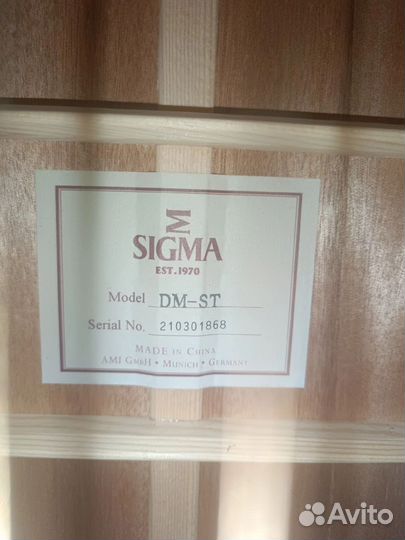 SIGMA
EST. 1970
Model DM-ST
Serial No. 210301868
MADE IN CHINA
AMI GMBH • MUNICH • GERMANY
Avito